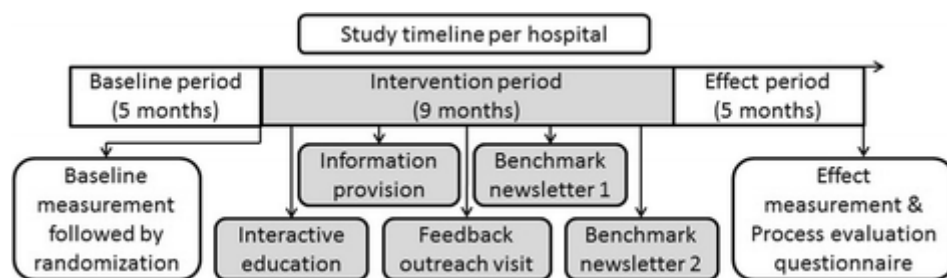 Study timeline per hospital
Baseline period
(5 months)
Intervention period
(9 months)
Effect period
(5 months)
Baseline
measurement
followed by
randomization
Information
provision
Benchmark
newsletter 1
Interactive
education
Feedback
outreach visit
Benchmark
newsletter 2
Effect
measurement &
Process evaluation
questionnaire